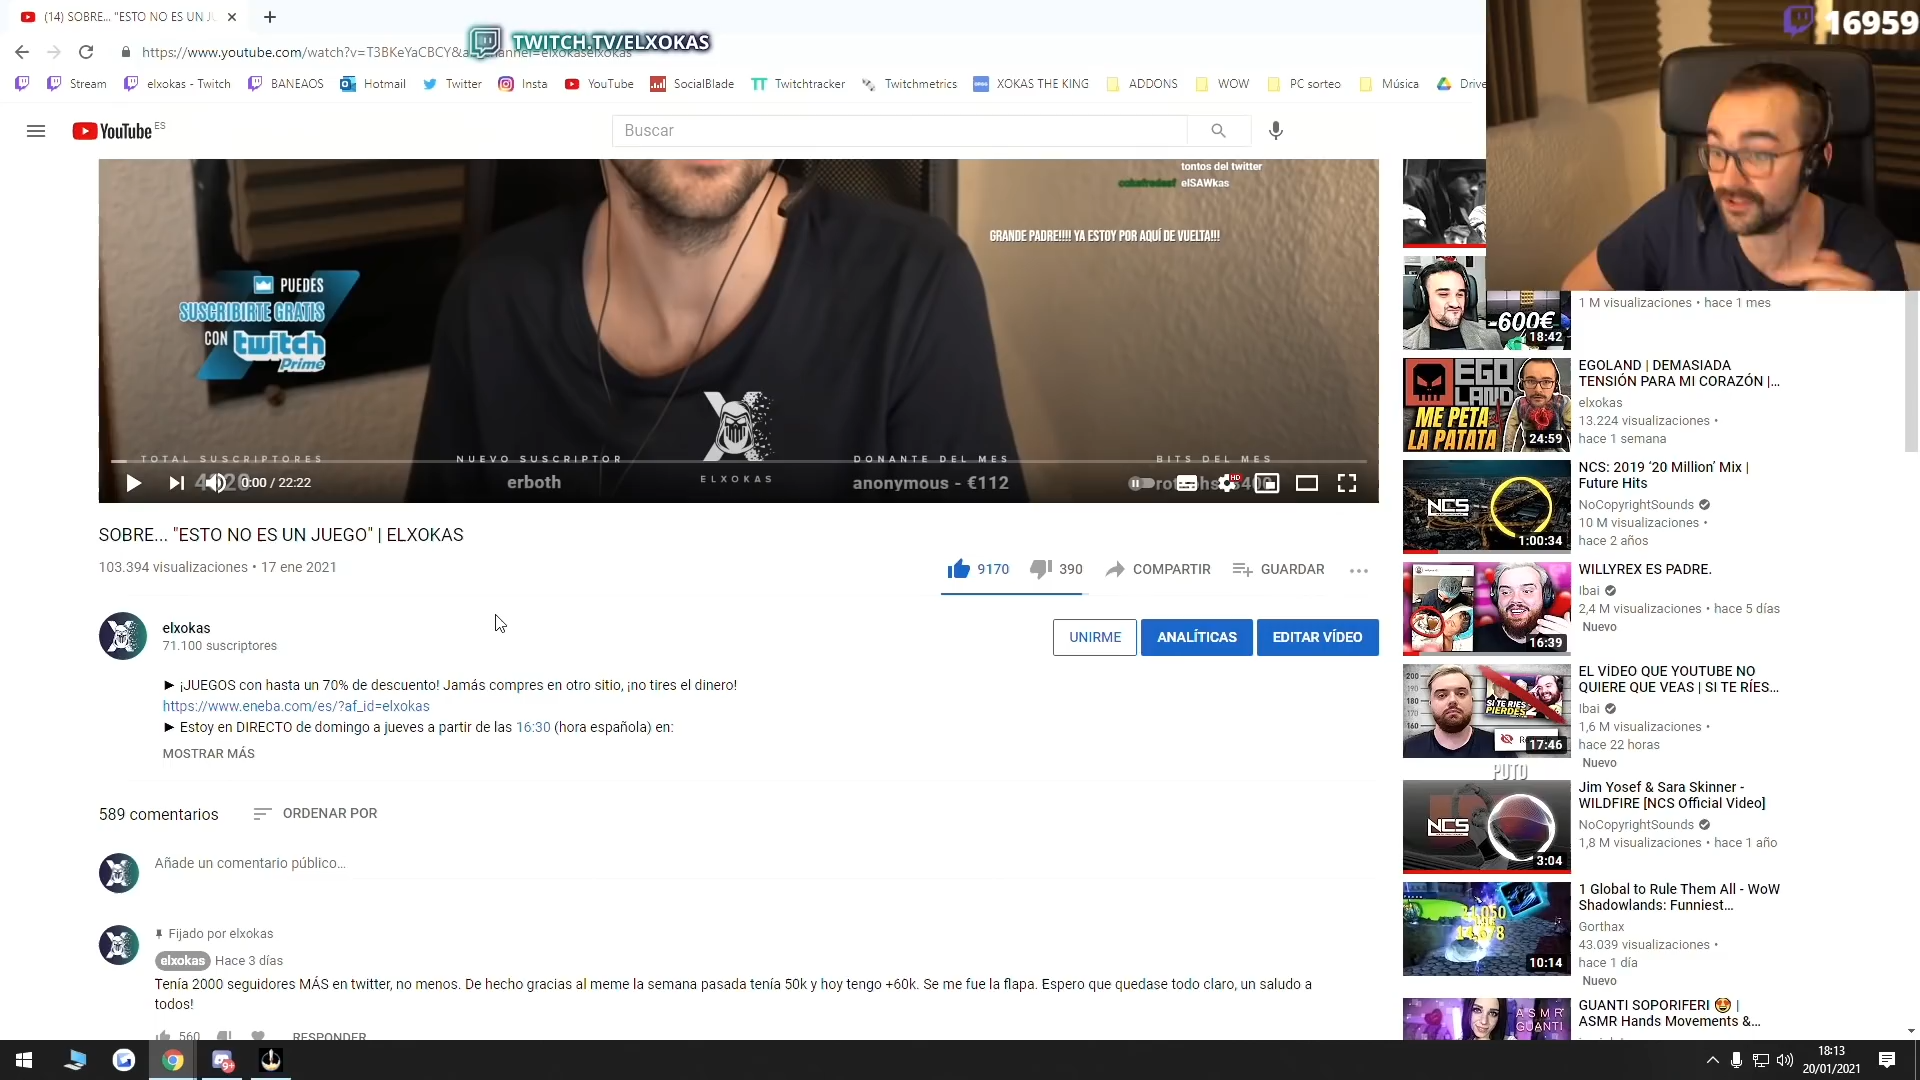 (14) SOBRE... "ESTO NO ES UN J
16959
https://www.youtube.com/watch?v=T3BKeYaCBCY&a
TWITCH.TV/ELXOKAS
Stream
elxokas - Twitch
BANEAOS
Hotmail
Twitter
Insta
YouTube
SocialBlade
Twitchtracker
Twitchmetrics
XOKAS THE KING
ADDONS
WOW
PC sorteo
Música
Drive
YouTube ES
Buscar
tontos del twitter
elSAWkas
GRANDE PADRE!!!! YA ESTOY POR AQUÍ DE VUELTA!!!
PUEDES
SUSCRIBIRTE GRATIS
CON twitch
Prime
TOTAL SUSCRIPTORES
NUEVO SUSCRIPTOR
erboth
ELXOKAS
DONANTE DEL MES
anonymous - €112
BITS DEL MES
0:00 / 22:22
HD
SOBRE... "ESTO NO ES UN JUEGO" | ELXOKAS
103.394 visualizaciones • 17 ene 2021
9170
390
COMPARTIR
GUARDAR
elxokas
71.100 suscriptores
UNIRME
ANALÍTICAS
EDITAR VÍDEO
► ¡JUEGOS con hasta un 70% de descuento! Jamás compres en otro sitio, ¡no tires el dinero!
https://www.eneba.com/es/?af_id=elxokas
► Estoy en DIRECTO de domingo a jueves a partir de las 16:30 (hora española) en:
MOSTRAR MÁS
589 comentarios
ORDENAR POR
Añade un comentario público...
Fijado por elxokas
elxokas Hace 3 días
Tenía 2000 seguidores MÁS en twitter, no menos. De hecho gracias al meme la semana pasada tenía 50k y hoy tengo +60k. Se me fue la flapa. Espero que quedase todo claro, un saludo a
todos!
560
RESPONDER
-600€
18:42
1 M visualizaciones • hace 1 mes
EGO
LAND
ME PETA
LA PATATA
24:59
EGOLAND | DEMASIADA
TENSIÓN PARA MI CORAZÓN |...
elxokas
13.224 visualizaciones •
hace 1 semana
NCS
1:00:34
NCS: 2019 '20 Million' Mix |
Future Hits
NoCopyrightSounds
10 M visualizaciones •
hace 2 años
16:39
WILLYREX ES PADRE.
Ibai
2,4 M visualizaciones • hace 5 días
Nuevo
SI TE RIES
PIERDES
17:46
EL VÍDEO QUE YOUTUBE NO
QUIERE QUE VEAS | SI TE RÍES...
Ibai
1,6 M visualizaciones •
hace 22 horas
Nuevo
PUTO
NCS
3:04
Jim Yosef & Sara Skinner -
WILDFIRE [NCS Official Video]
NoCopyrightSounds
1,8 M visualizaciones • hace 1 año
10:14
1 Global to Rule Them All - WoW
Shadowlands: Funniest...
Gorthax
43.039 visualizaciones •
hace 1 día
Nuevo
ASMR
GUANTI
GUANTI SOPORIFERI 🤩 |
ASMR Hands Movements &...
9+
18:13
20/01/2021